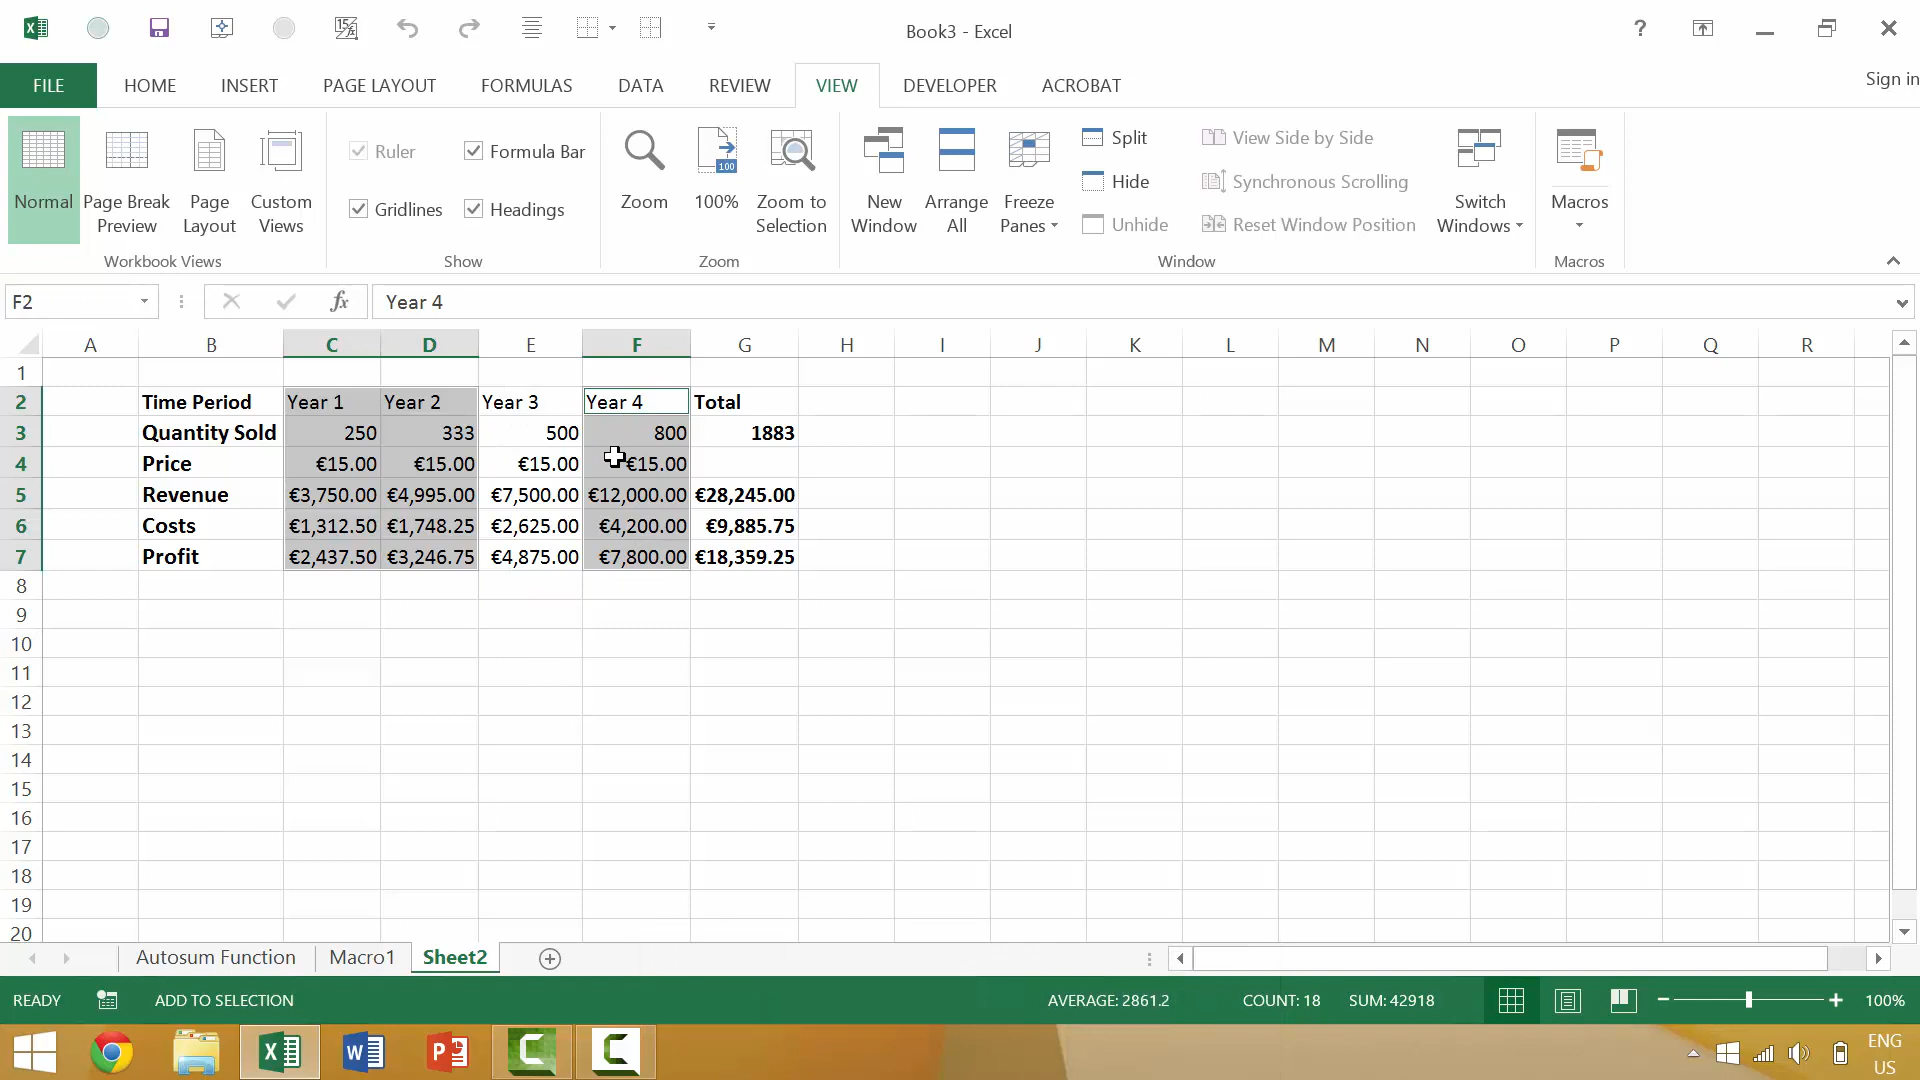 Book3 - Excel
?
Sign in
FILE HOME INSERT PAGE LAYOUT FORMULAS DATA REVIEW VIEW DEVELOPER ACROBAT
Normal
Page Break Preview
Page Layout
Custom Views
Workbook Views
Ruler
Formula Bar
Gridlines
Headings
Show
Zoom
100
100%
Zoom to Selection
Zoom
New Window
Arrange All
Freeze Panes
Split
Hide
Unhide
View Side by Side
Synchronous Scrolling
Reset Window Position
Switch Windows
Window
Macros
Macros
F2 fx Year 4
A B C D E F G H I J K L M N O P Q R
1
2 Time Period Year 1 Year 2 Year 3 Year 4 Total
3 Quantity Sold 250 333 500 800 1883
4 Price €15.00 €15.00 €15.00 €15.00
5 Revenue €3,750.00 €4,995.00 €7,500.00 €12,000.00 €28,245.00
6 Costs €1,312.50 €1,748.25 €2,625.00 €4,200.00 €9,885.75
7 Profit €2,437.50 €3,246.75 €4,875.00 €7,800.00 €18,359.25
8
9
10
11
12
13
14
15
16
17
18
19
20
Autosum Function Macro1 Sheet2
READY ADD TO SELECTION AVERAGE: 2861.2 COUNT: 18 SUM: 42918 100%
ENG
US